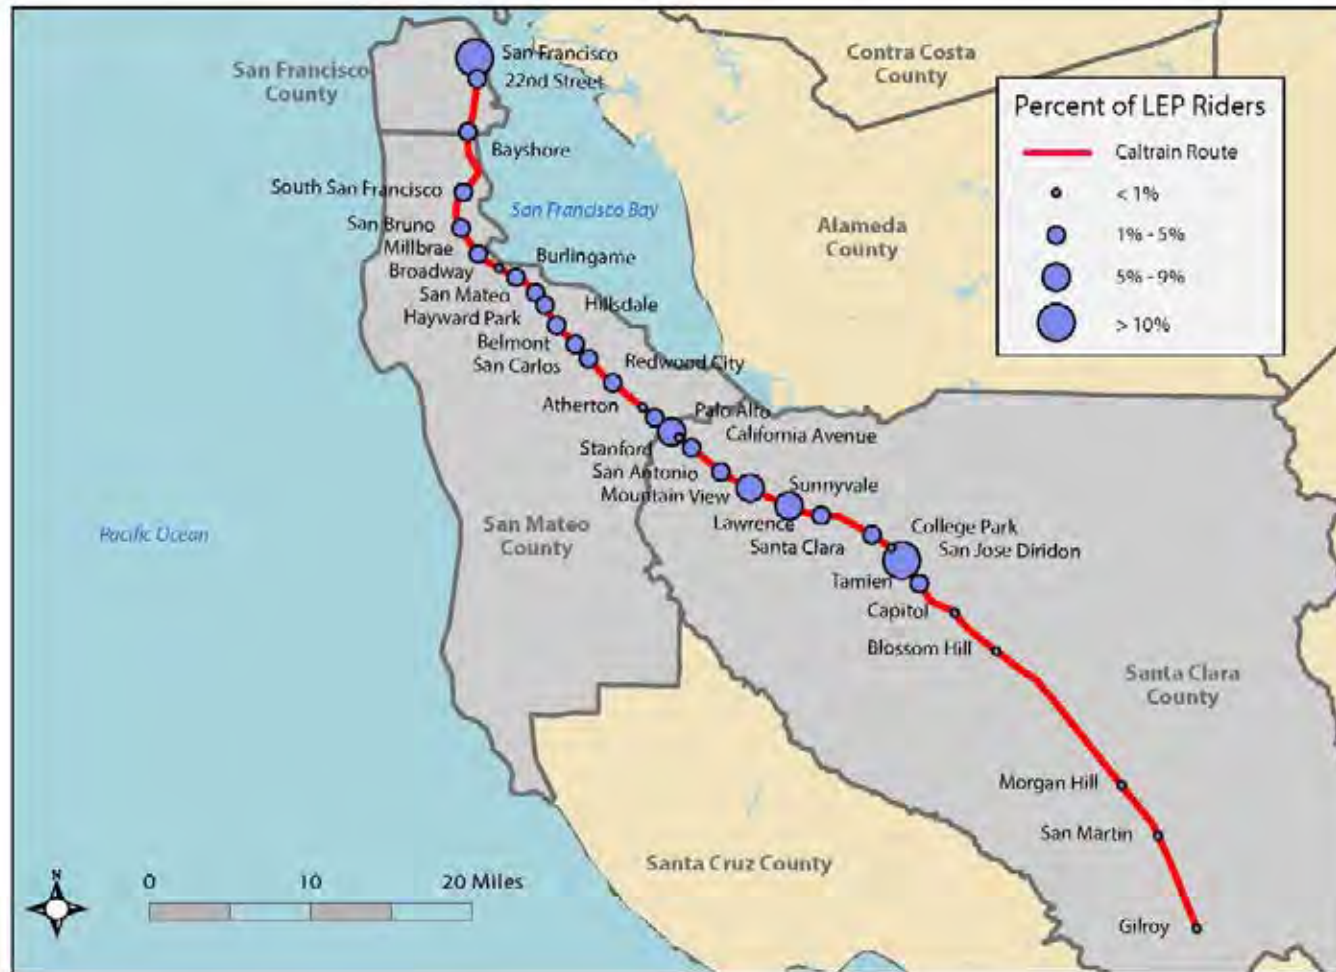 San Francisco
22nd Street
San Francisco
County
Contra Costa
County
Percent of LEP Riders
Caltrain Route
< 1%
1% - 5%
5% - 9%
> 10%
Bayshore
South San Francisco
San Francisco Bay
San Bruno
Alameda
County
Millbrae
Burlingame
Broadway
San Mateo
Hillsdale
Hayward Park
Belmont
San Carlos
Redwood City
Atherton
Palo Alto
California Avenue
Stanford
San Antonio
Mountain View
Sunnyvale
Lawrence
Santa Clara
College Park
San Jose Diridon
Pacific Ocean
San Mateo
County
Tamien
Capitol
Blossom Hill
Santa Clara
County
Morgan Hill
San Martin
Santa Cruz County
Gilroy
N
0 10 20 Miles